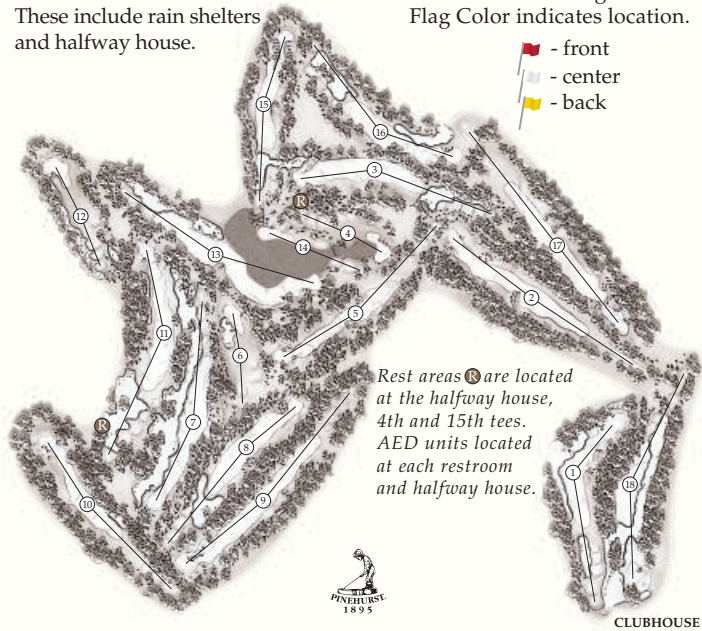 These include rain shelters
and halfway house.
Flag Color indicates location.
- front
- center
- back
15
16
3
R
12
4
14
13
17
2
5
11
6
Rest areas R are located
at the halfway house,
4th and 15th tees.
AED units located
at each restroom
and halfway house.
R
7
8
9
10
1
18
PINEHURST.
1895
CLUBHOUSE